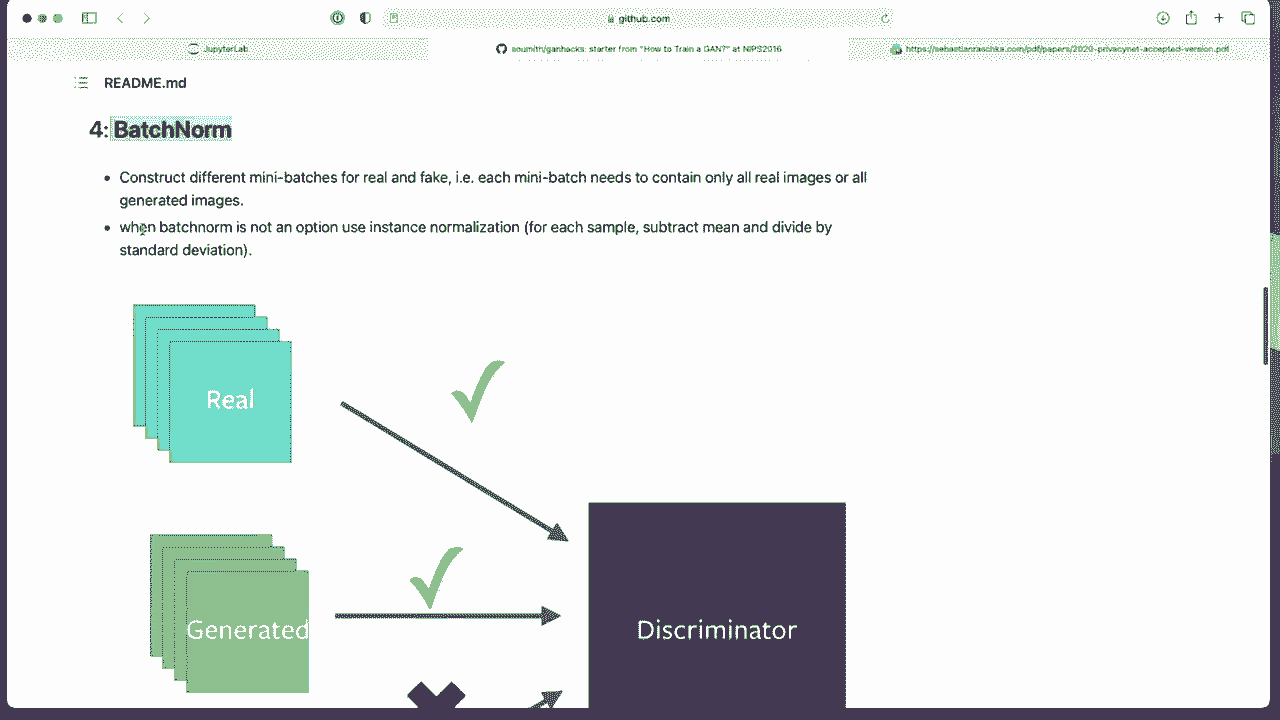 github.com
JupyterLab
soumith/ganhacks: starter from "How to Train a GAN?" at NIPS2016
https://sebastianraschka.com/pdf/papers/2020-privacynet-accepted-version.pdf
README.md
4: BatchNorm
Construct different mini-batches for real and fake, i.e. each mini-batch needs to contain only all real images or all
generated images.
when batchnorm is not an option use instance normalization (for each sample, subtract mean and divide by
standard deviation).
Real
Generated
Discriminator